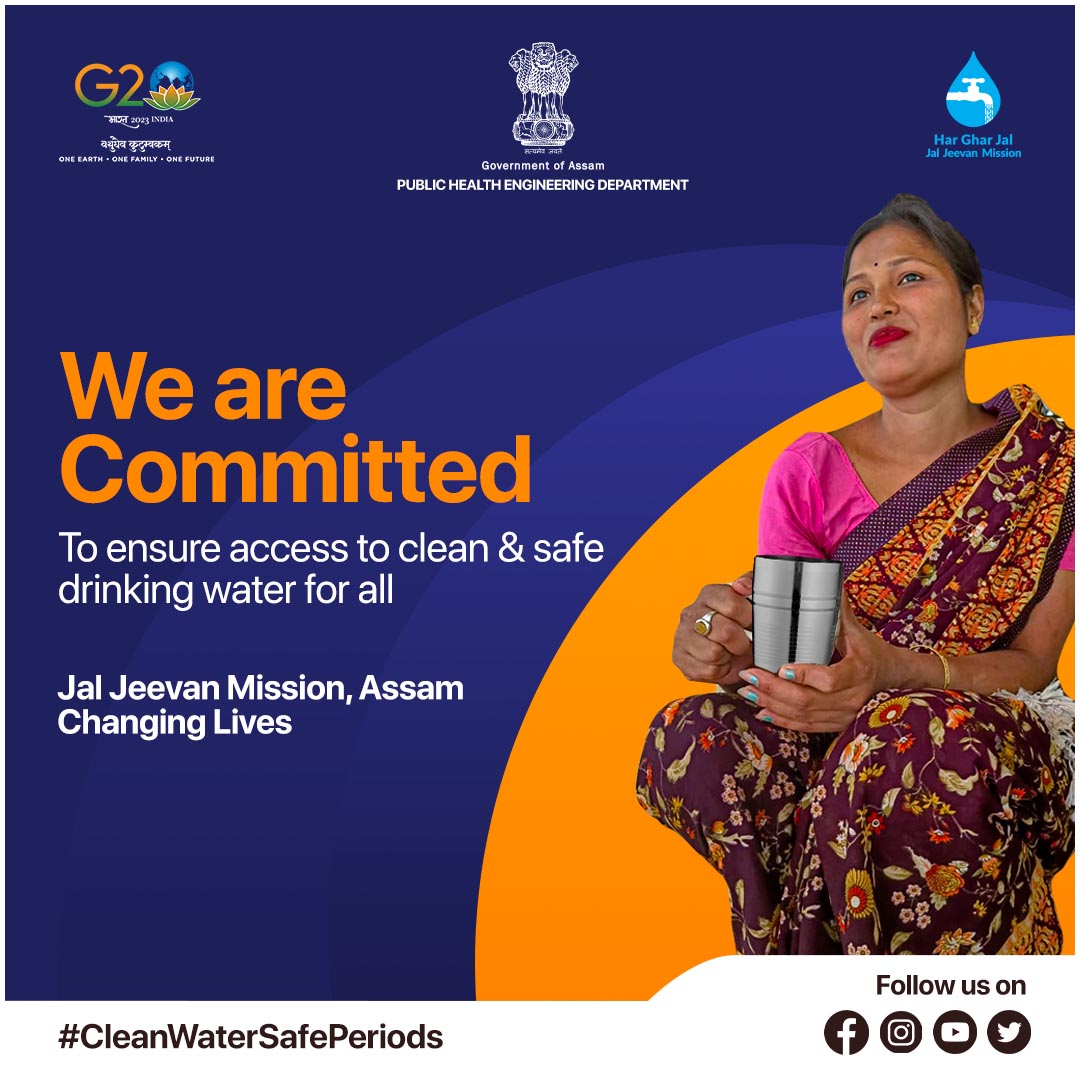 G20
भारत 2023 INDIA
वसुधैव कुटुम्बकम्
ONE EARTH • ONE FAMILY • ONE FUTURE
सत्यमेव जयते
Government of Assam
PUBLIC HEALTH ENGINEERING DEPARTMENT
Har Ghar Jal
Jal Jeevan Mission
We are
Committed
To ensure access to clean & safe
drinking water for all
Jal Jeevan Mission, Assam
Changing Lives
Follow us on
#CleanWaterSafePeriods